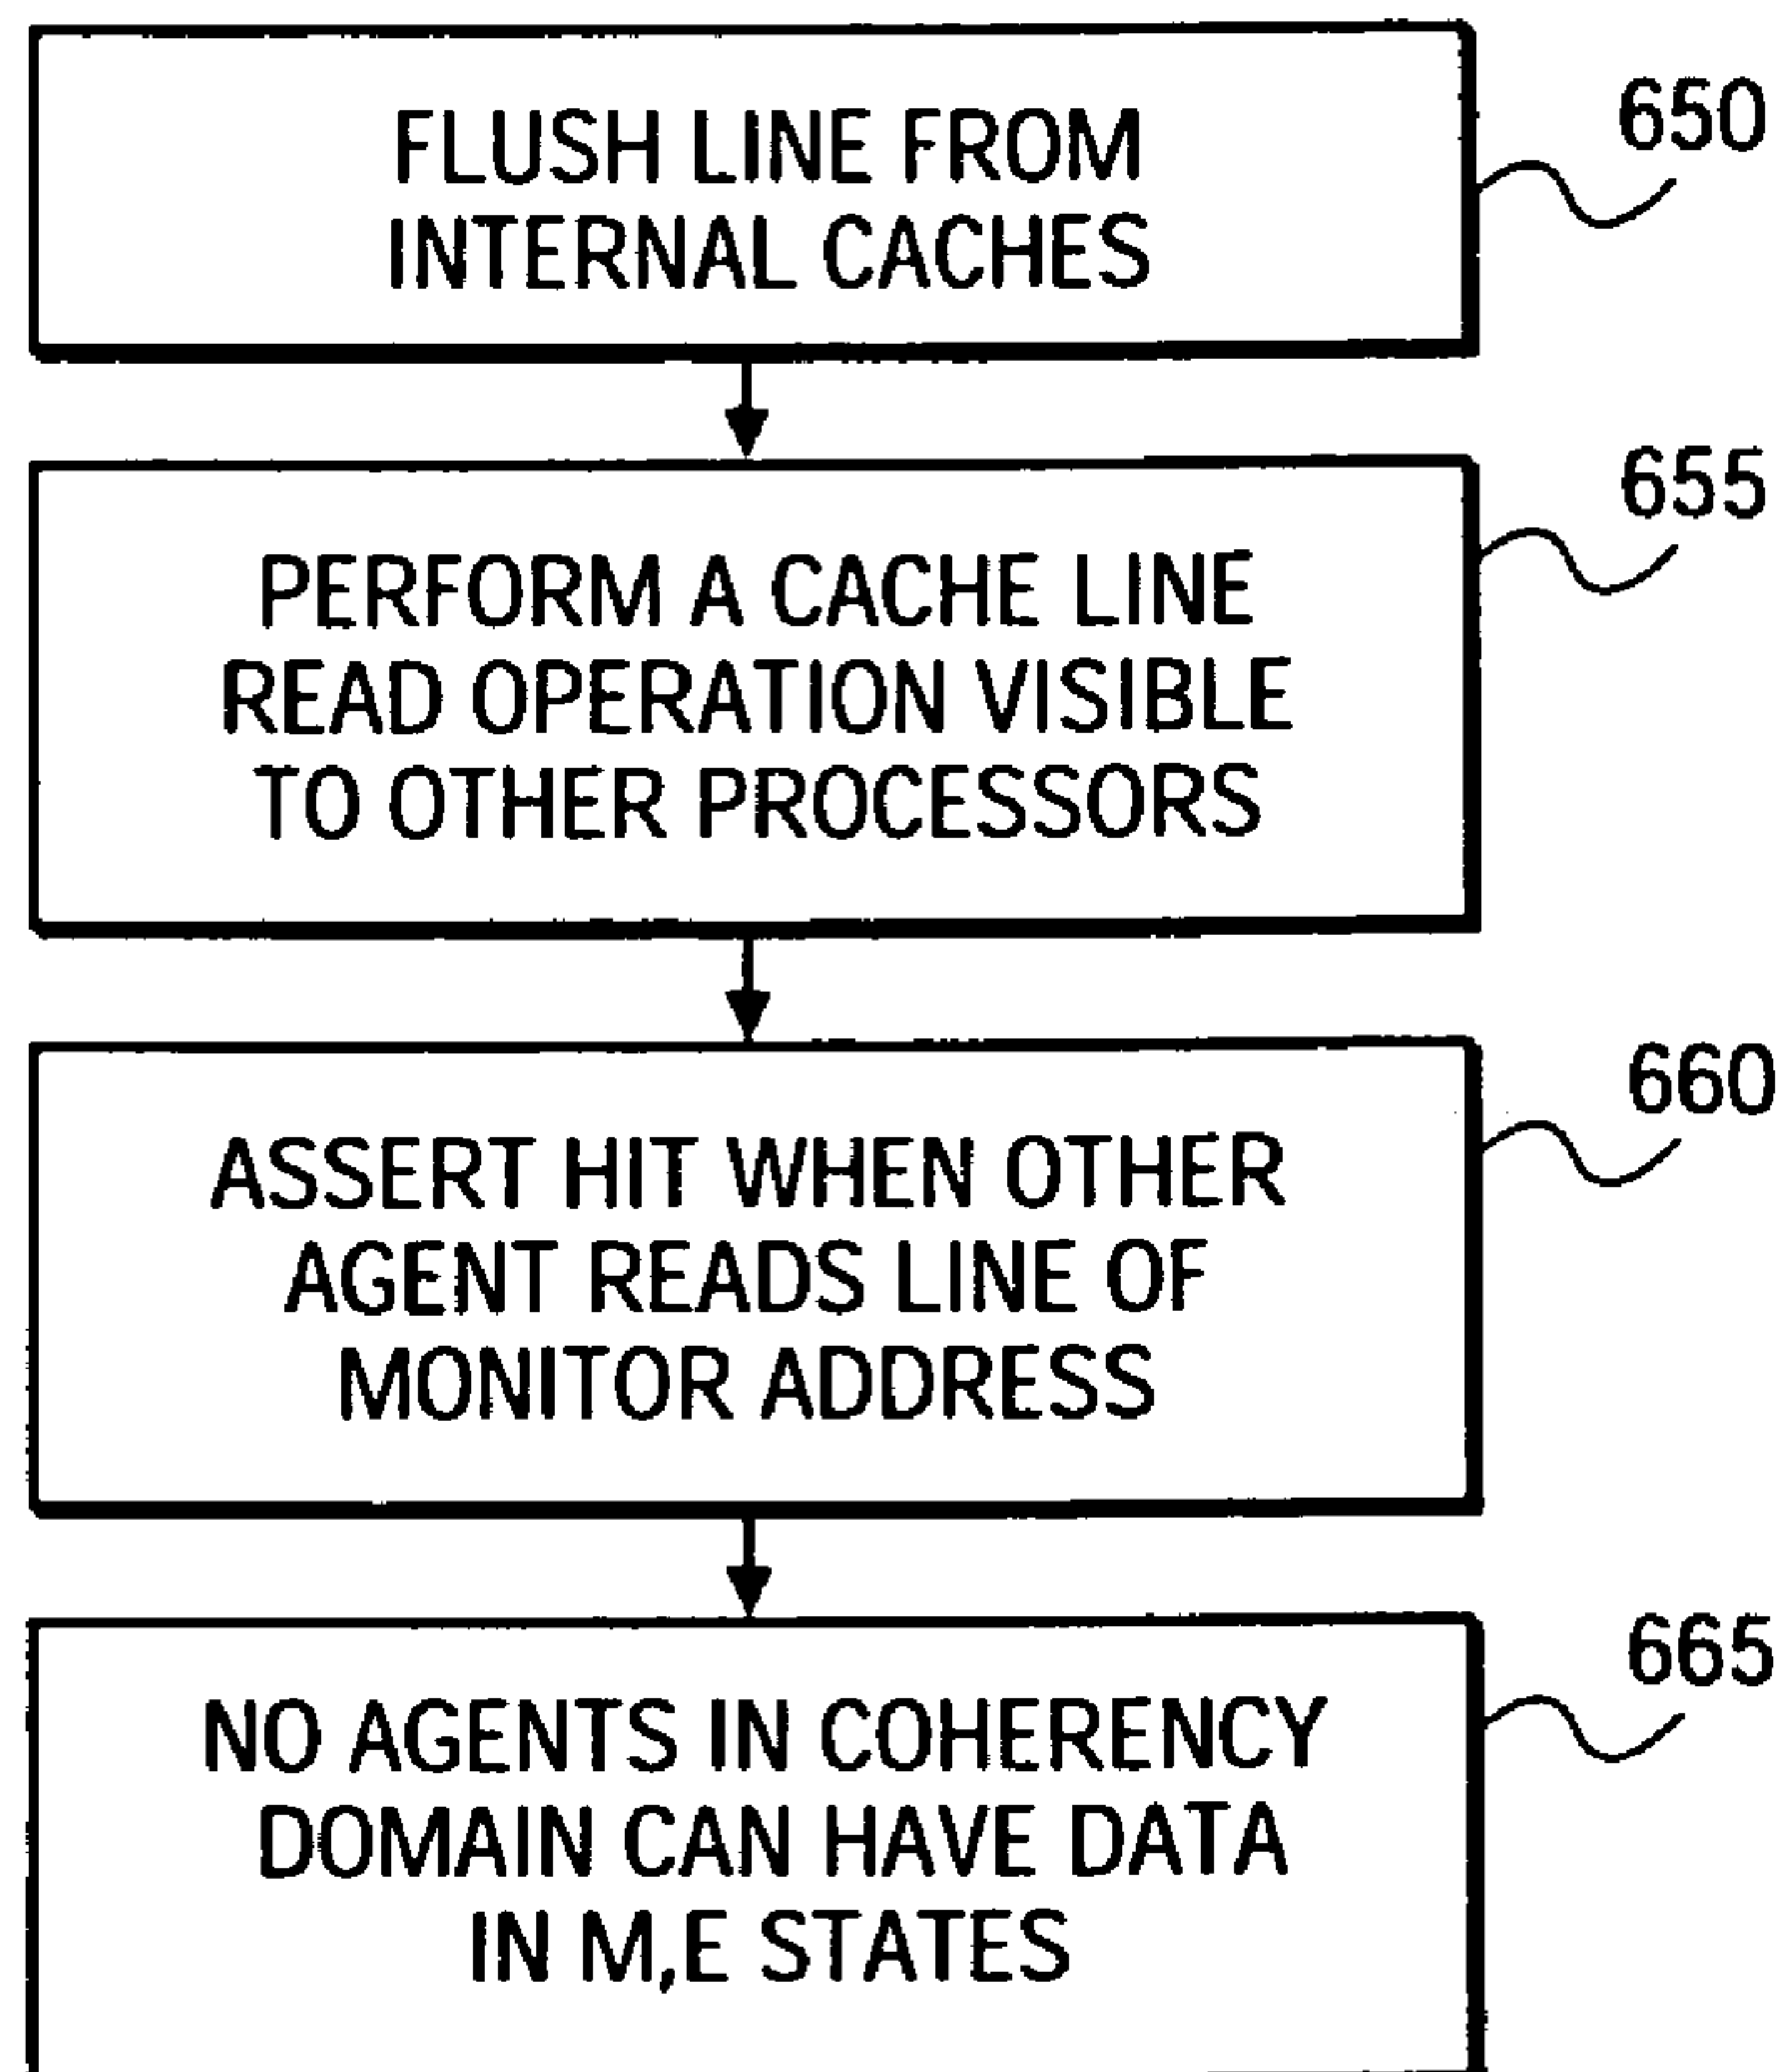 FLUSH LINE FROM
INTERNAL CACHES
650
PERFORM A CACHE LINE
READ OPERATION VISIBLE
TO OTHER PROCESSORS
655
ASSERT HIT WHEN OTHER
AGENT READS LINE OF
MONITOR ADDRESS
660
NO AGENTS IN COHERENCY
DOMAIN CAN HAVE DATA
IN M,E STATES
665